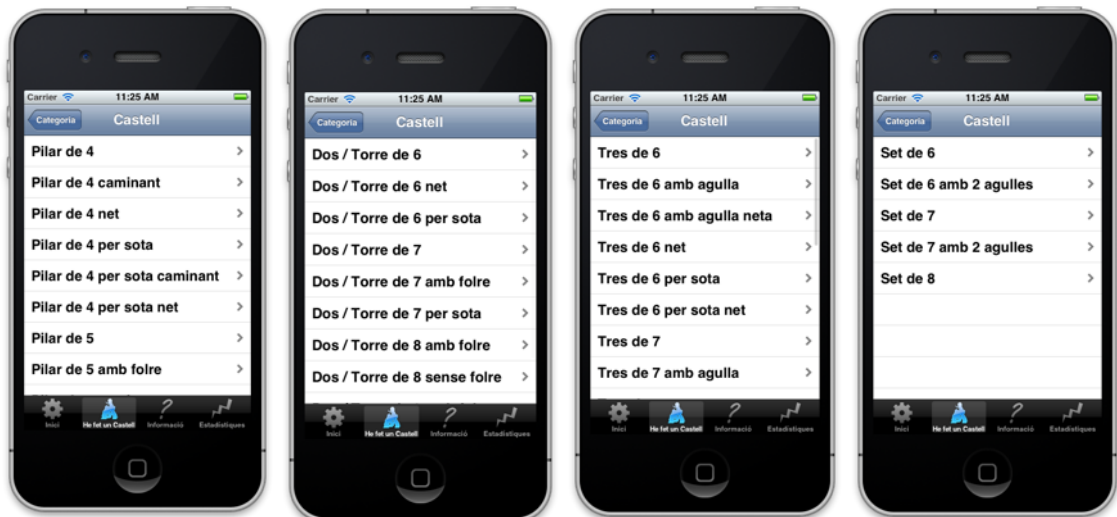 Carrier 11:25 AM
Categoria Castell
Pilar de 4
Pilar de 4 caminant
Pilar de 4 net
Pilar de 4 per sota
Pilar de 4 per sota caminant
Pilar de 4 per sota net
Pilar de 5
Pilar de 5 amb folre
Inici He fet un Castell Informació Estadístiques
Carrier 11:25 AM
Categoria Castell
Dos / Torre de 6
Dos / Torre de 6 net
Dos / Torre de 6 per sota
Dos / Torre de 7
Dos / Torre de 7 amb folre
Dos / Torre de 7 per sota
Dos / Torre de 8 amb folre
Dos / Torre de 8 sense folre
Inici He fet un Castell Informació Estadístiques
Carrier 11:25 AM
Categoria Castell
Tres de 6
Tres de 6 amb agulla
Tres de 6 amb agulla neta
Tres de 6 net
Tres de 6 per sota
Tres de 6 per sota net
Tres de 7
Tres de 7 amb agulla
Inici He fet un Castell Informació Estadístiques
Carrier 11:25 AM
Categoria Castell
Set de 6
Set de 6 amb 2 agulles
Set de 7
Set de 7 amb 2 agulles
Set de 8
Inici He fet un Castell Informació Estadístiques